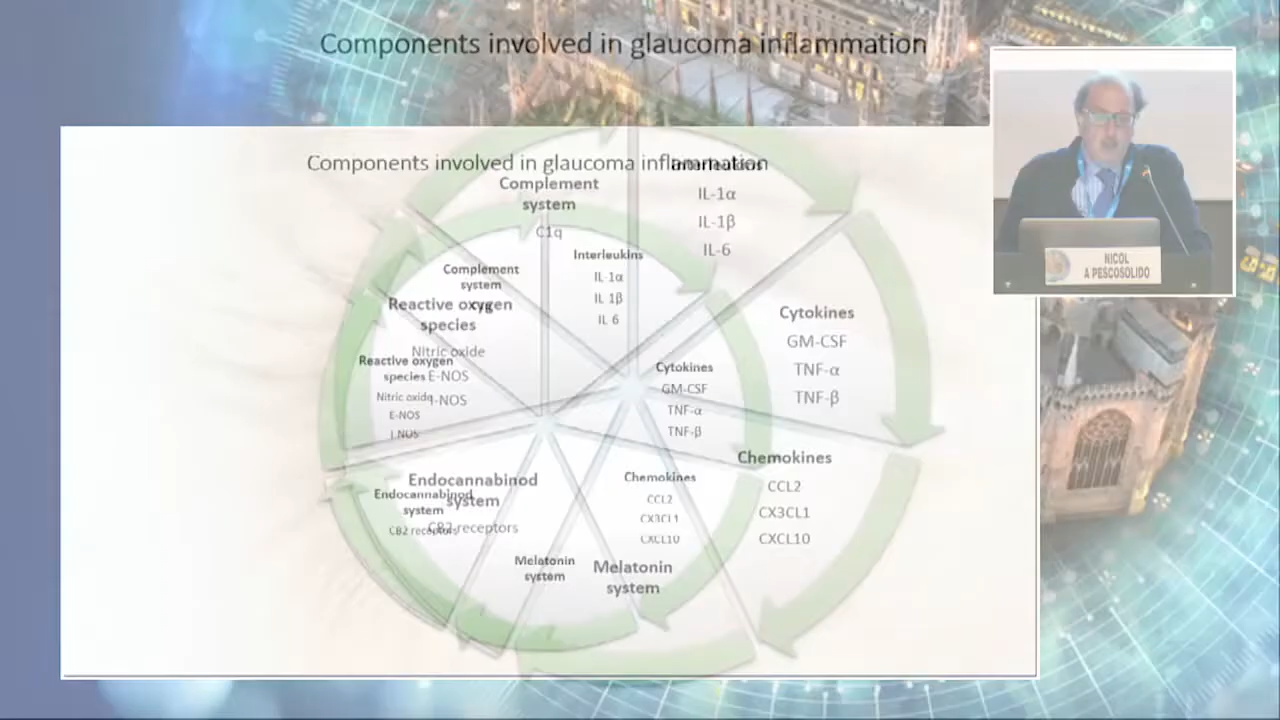 Components involved in glaucoma inflammation
Components involved in glaucoma inflammation
Interleukins
IL-1α
IL-1β
IL-6
Complement
system
C1q
Interleukins
IL-1α
IL 1β
IL 6
Complement
system
Reactive oxygen
species
Nitric oxide
E-NOS
I-NOS
Reactive oxygen
species
Nitric oxide
E-NOS
I NOS
Cytokines
GM-CSF
TNF-α
TNF-β
Cytokines
GM-CSF
TNF-α
TNF-β
Chemokines
CCL2
CX3CL1
CXCL10
Chemokines
CCL2
CX3CL1
CXCL10
Endocannabinod
system
CB2 receptors
Endocannabinod
system
CB2 receptors
Melatonin
system
Melatonin
system
NICOL
A PESCOSOLIDO